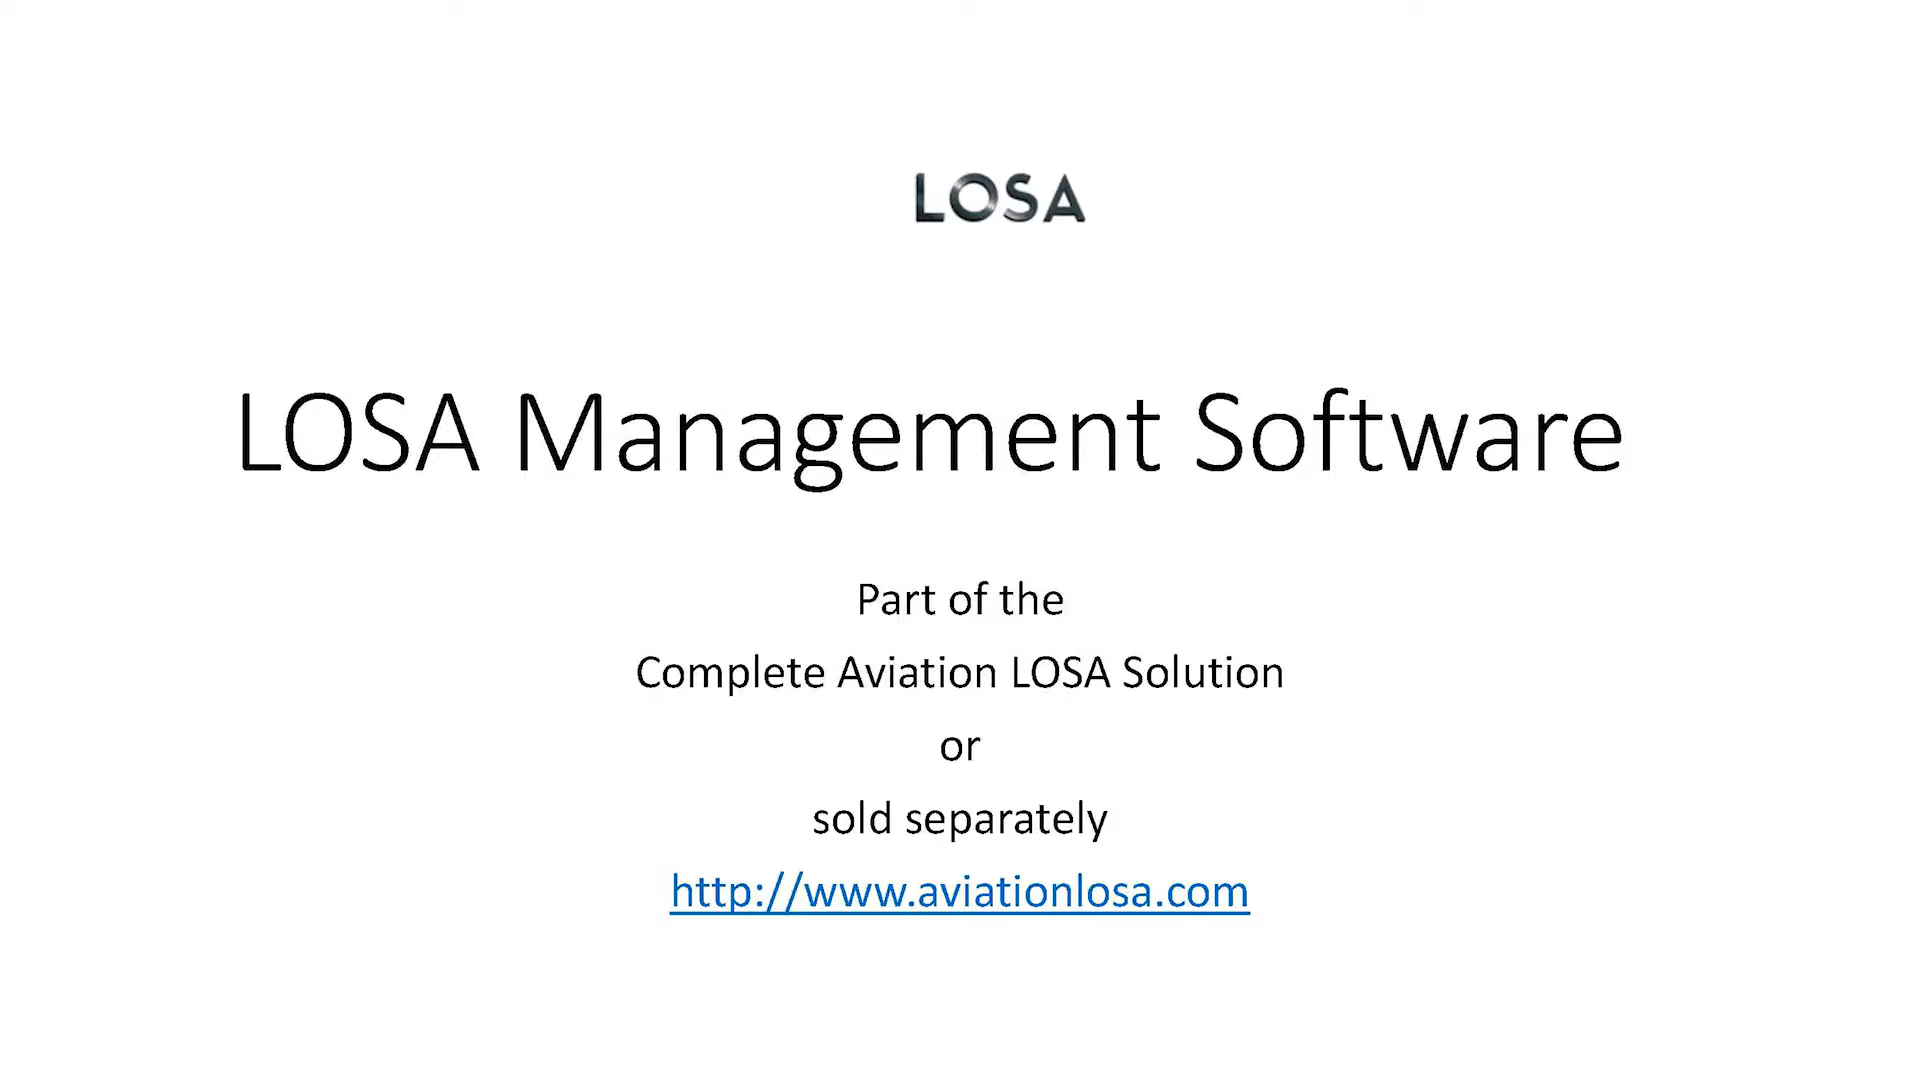 LOSA
LOSA Management Software
Part of the
Complete Aviation LOSA Solution
or
sold separately
http://www.aviationlosa.com